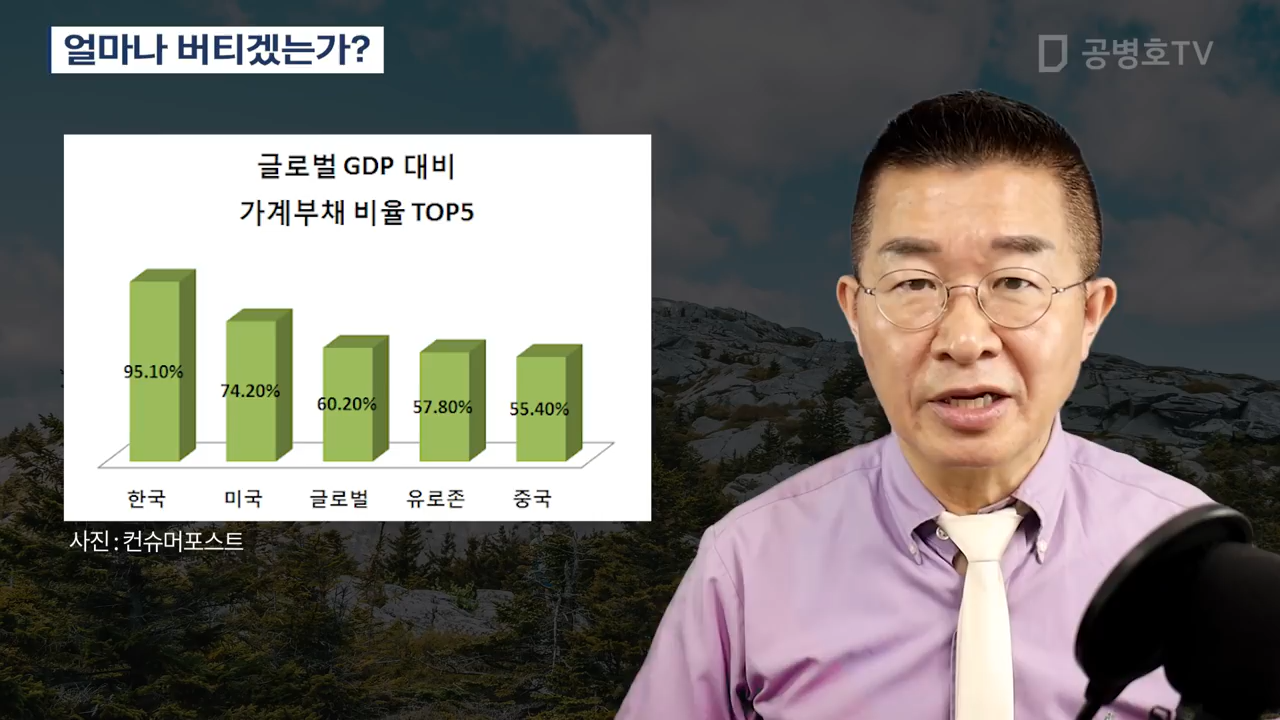 얼마나 버티겠는가?
공병호TV
글로벌 GDP 대비
가계부채 비율 TOP5
95.10%
74.20%
60.20%
57.80%
55.40%
한국
미국
글로벌
유로존
중국
사진 : 컨슈머포스트